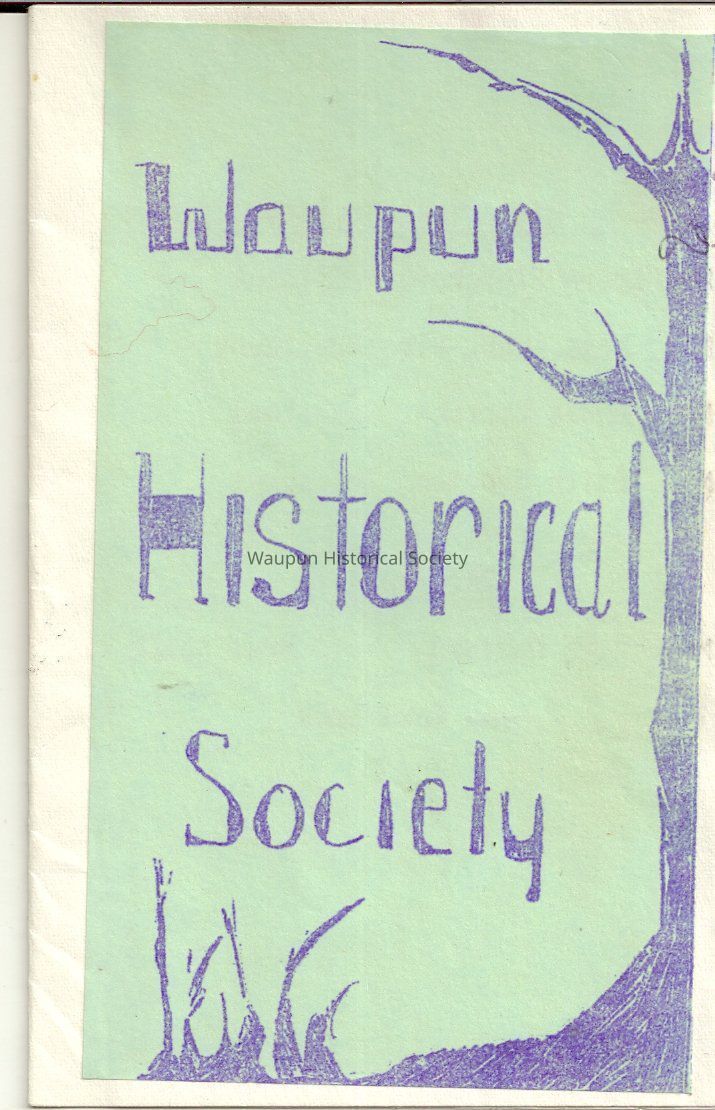 Waupun
Historical
Waupun Historical Society
Society